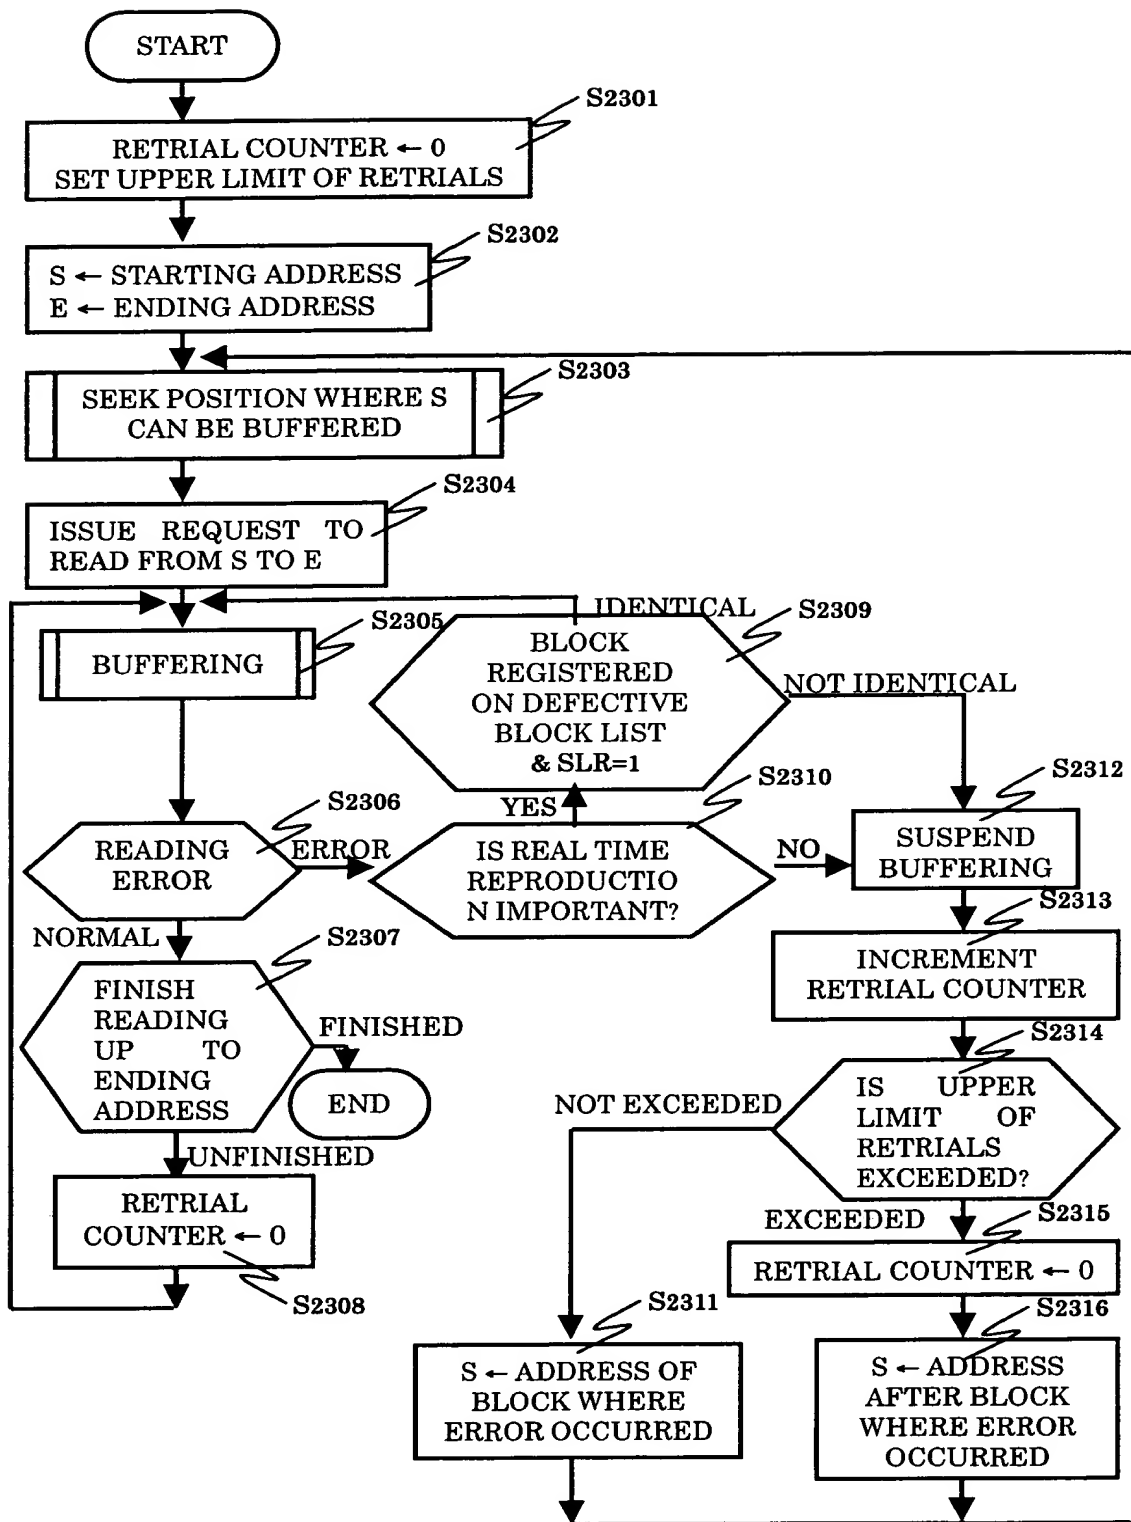 START
S2301
RETRIAL COUNTER ← 0
SET UPPER LIMIT OF RETRIALS
S2302
S ← STARTING ADDRESS
E ← ENDING ADDRESS
S2303
SEEK POSITION WHERE S
CAN BE BUFFERED
S2304
ISSUE REQUEST TO
READ FROM S TO E
S2305
BUFFERING
IDENTICAL
S2309
BLOCK
REGISTERED
ON DEFECTIVE
BLOCK LIST
& SLR=1
NOT IDENTICAL
S2306
READING
ERROR
ERROR
YES
S2310
IS REAL TIME
REPRODUCTIO
N IMPORTANT?
NO
S2312
SUSPEND
BUFFERING
S2313
INCREMENT
RETRIAL COUNTER
NORMAL
S2307
FINISH
READING
UP TO
ENDING
ADDRESS
FINISHED
END
UNFINISHED
RETRIAL
COUNTER ← 0
S2308
S2314
IS UPPER
LIMIT OF
RETRIALS
EXCEEDED?
NOT EXCEEDED
EXCEEDED
S2315
RETRIAL COUNTER ← 0
S2311
S ← ADDRESS OF
BLOCK WHERE
ERROR OCCURRED
S2316
S ← ADDRESS
AFTER BLOCK
WHERE ERROR
OCCURRED